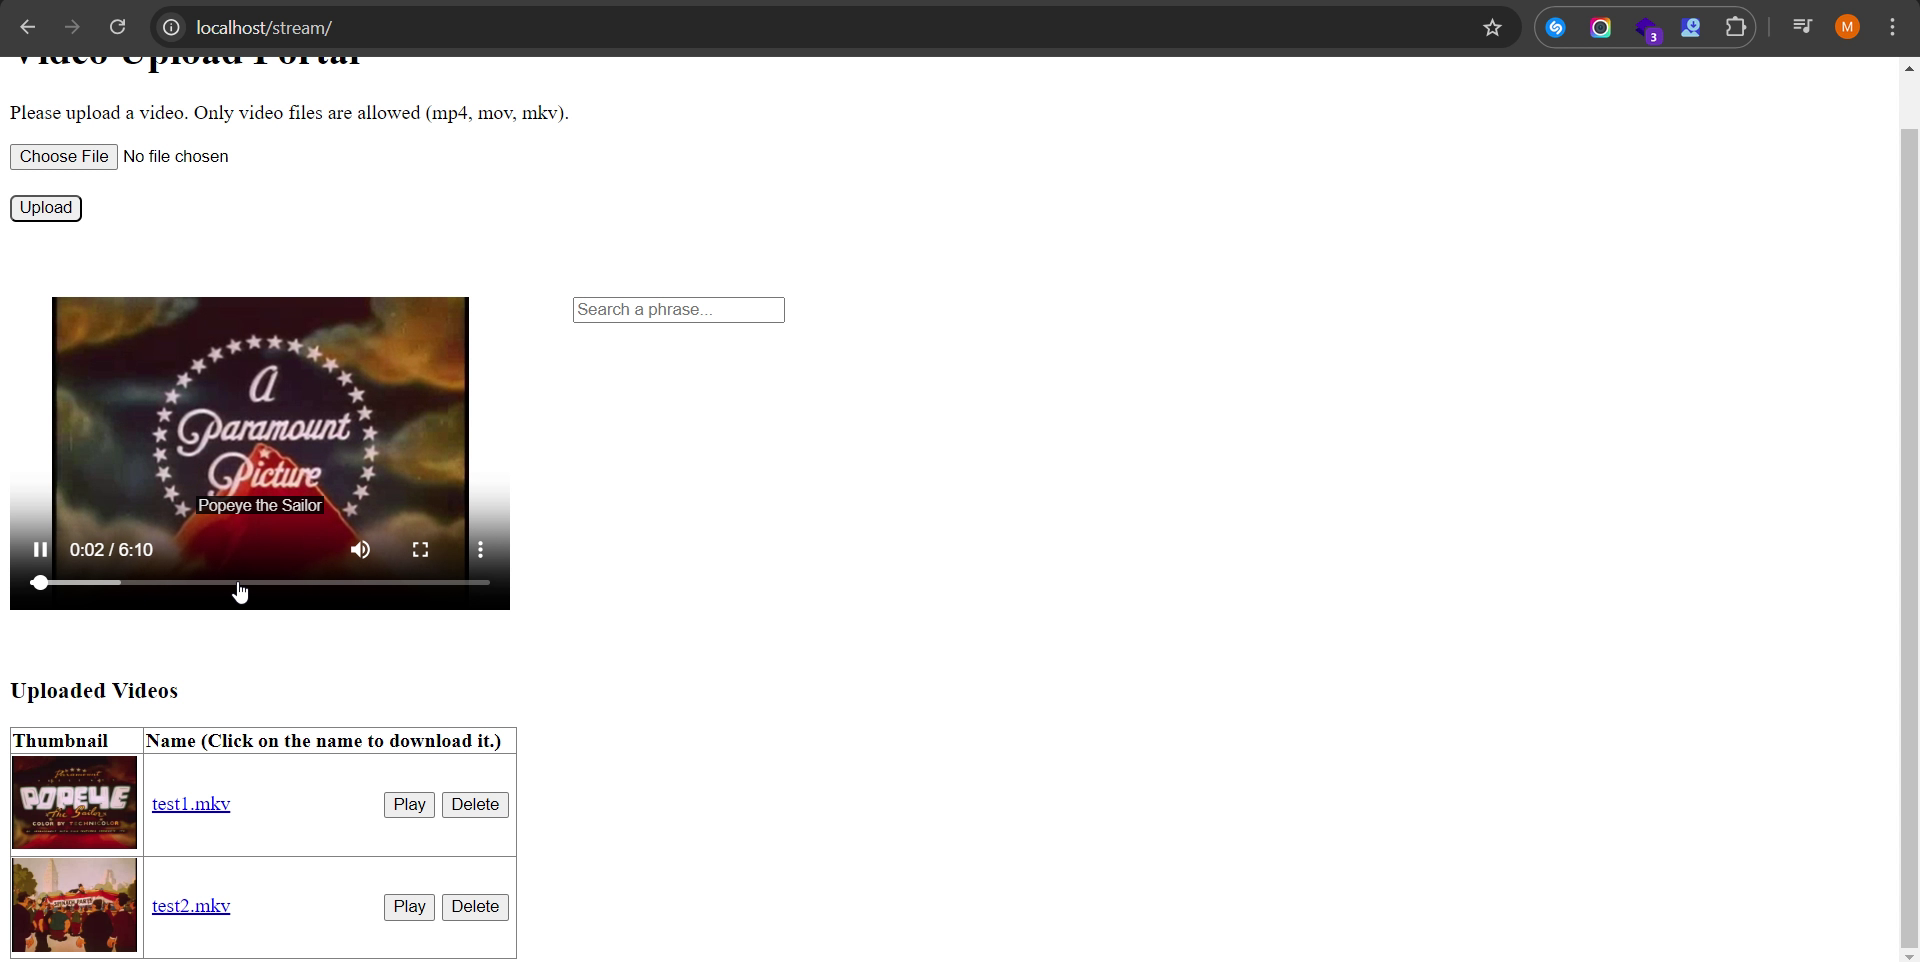 localhost/stream/
3
M
Video Upload Portal
Please upload a video. Only video files are allowed (mp4, mov, mkv).
Choose File No file chosen
Upload
Search a phrase...
A
Paramount
Picture
Popeye the Sailor
0:02 / 6:10
Uploaded Videos
Thumbnail Name (Click on the name to download it.)
Paramount
POPEYE
the Sailor
COLOR BY TECHNICOLOR
test1.mkv Play Delete
test2.mkv Play Delete